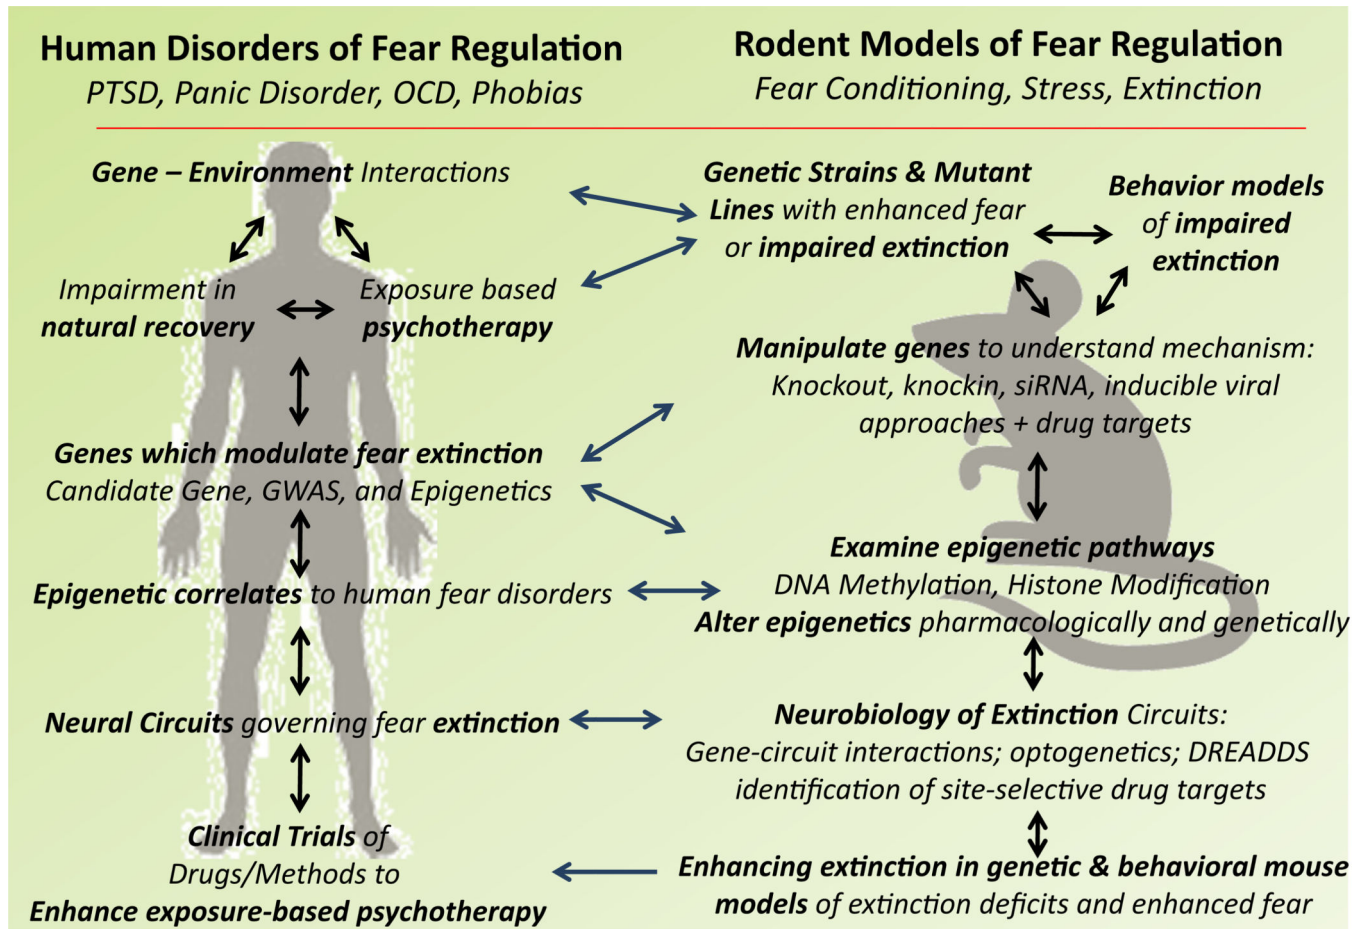 Human Disorders of Fear Regulation
PTSD, Panic Disorder, OCD, Phobias
Gene – Environment Interactions
Impairment in
natural recovery
Exposure based
psychotherapy
Genes which modulate fear extinction
Candidate Gene, GWAS, and Epigenetics
Epigenetic correlates to human fear disorders
Neural Circuits governing fear extinction
Clinical Trials of
Drugs/Methods to
Enhance exposure-based psychotherapy
Rodent Models of Fear Regulation
Fear Conditioning, Stress, Extinction
Genetic Strains & Mutant
Lines with enhanced fear
or impaired extinction
Behavior models
of impaired
extinction
Manipulate genes to understand mechanism:
Knockout, knockin, siRNA, inducible viral
approaches + drug targets
Examine epigenetic pathways
DNA Methylation, Histone Modification
Alter epigenetics pharmacologically and genetically
Neurobiology of Extinction Circuits:
Gene-circuit interactions; optogenetics; DREADDS
identification of site-selective drug targets
Enhancing extinction in genetic & behavioral mouse
models of extinction deficits and enhanced fear